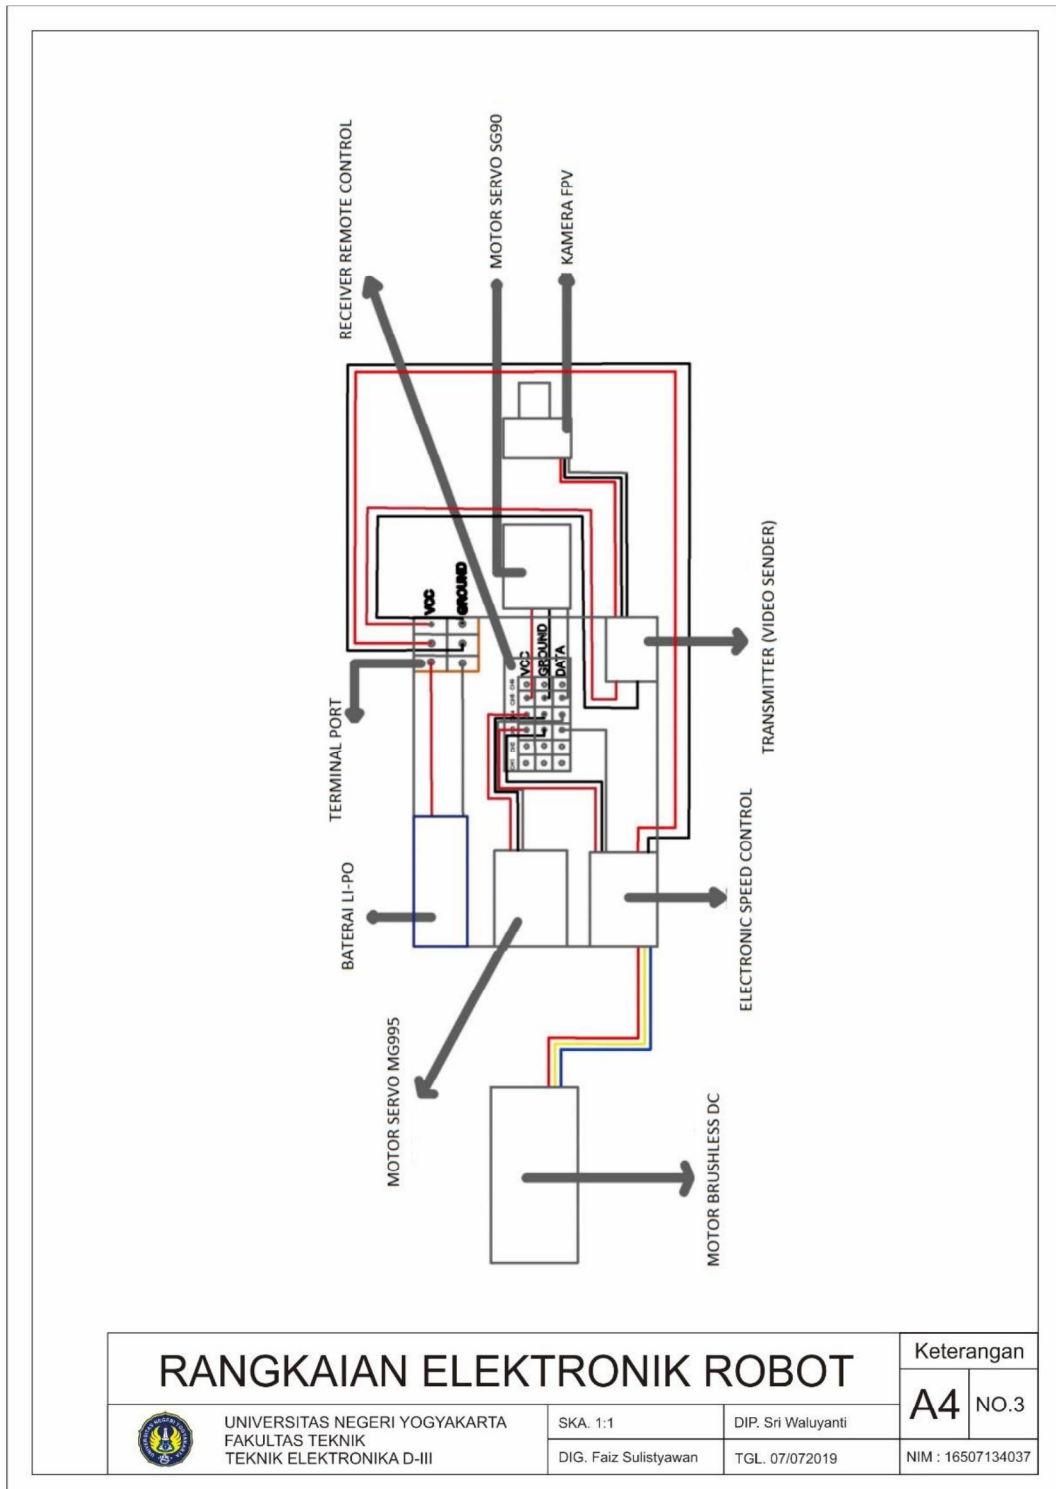 RECEIVER REMOTE CONTROL
MOTOR SERVO SG90
KAMERA FPV
VCC
GROUND
VCC
GROUND
DATA
TRANSMITTER (VIDEO SENDER)
TERMINAL PORT
BATERAI LI-PO
ELECTRONIC SPEED CONTROL
MOTOR SERVO MG995
MOTOR BRUSHLESS DC
RANGKAIAN ELEKTRONIK ROBOT
Keterangan
A4
NO.3
UNIVERSITAS NEGERI YOGYAKARTA
FAKULTAS TEKNIK
TEKNIK ELEKTRONIKA D-III
SKA. 1:1
DIP. Sri Waluyanti
DIG. Faiz Sulistyawan
TGL. 07/072019
NIM : 16507134037